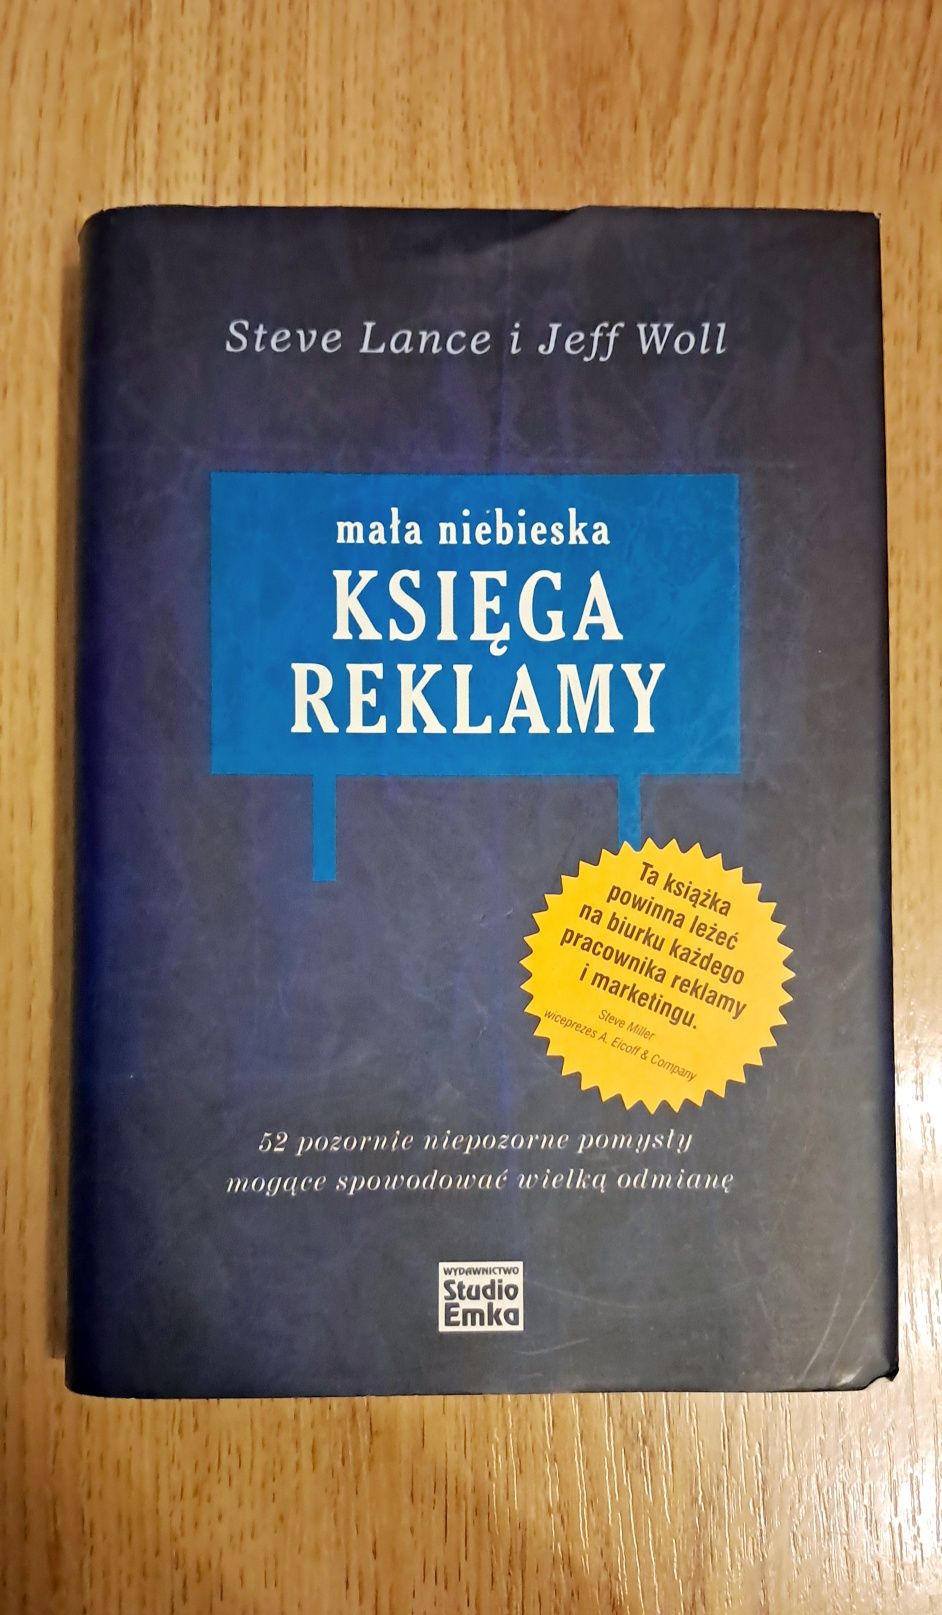 Steve Lance i Jeff Woll
mała niebieska
KSIĘGA
REKLAMY
Ta książka
powinna leżeć
na biurku każdego
pracownika reklamy
i marketingu.
Steve Miller
wiceprezes A. Eicoff & Company
52 pozornie niepozorne pomysły
mogące spowodować wielką odmianę
WYDAWNICTWO
Studio
Emka